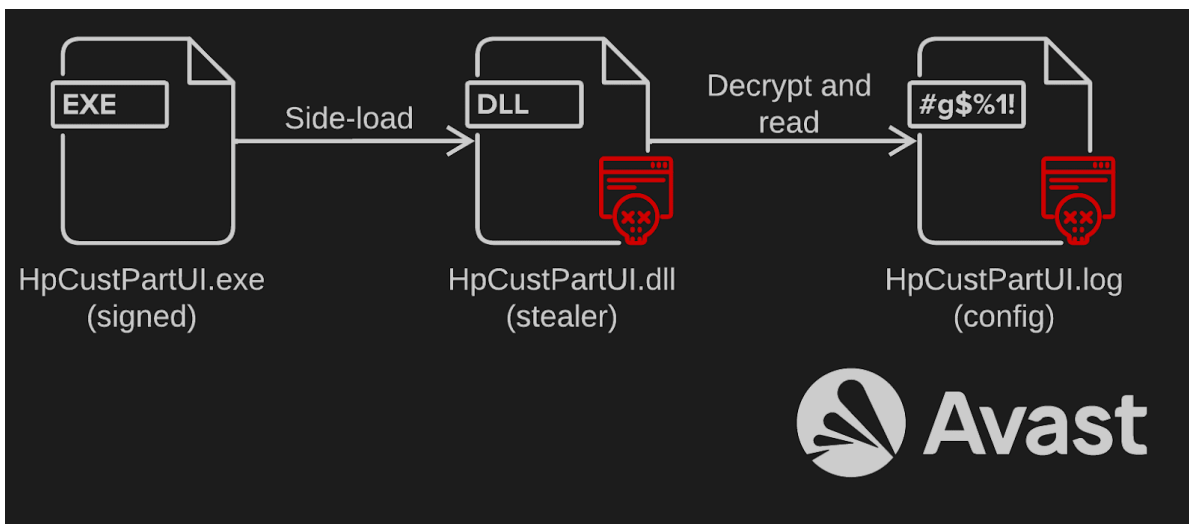 EXE
Side-load
DLL
Decrypt and
read
#g$%1!
HpCustPartUI.exe
(signed)
HpCustPartUI.dll
(stealer)
HpCustPartUI.log
(config)
Avast